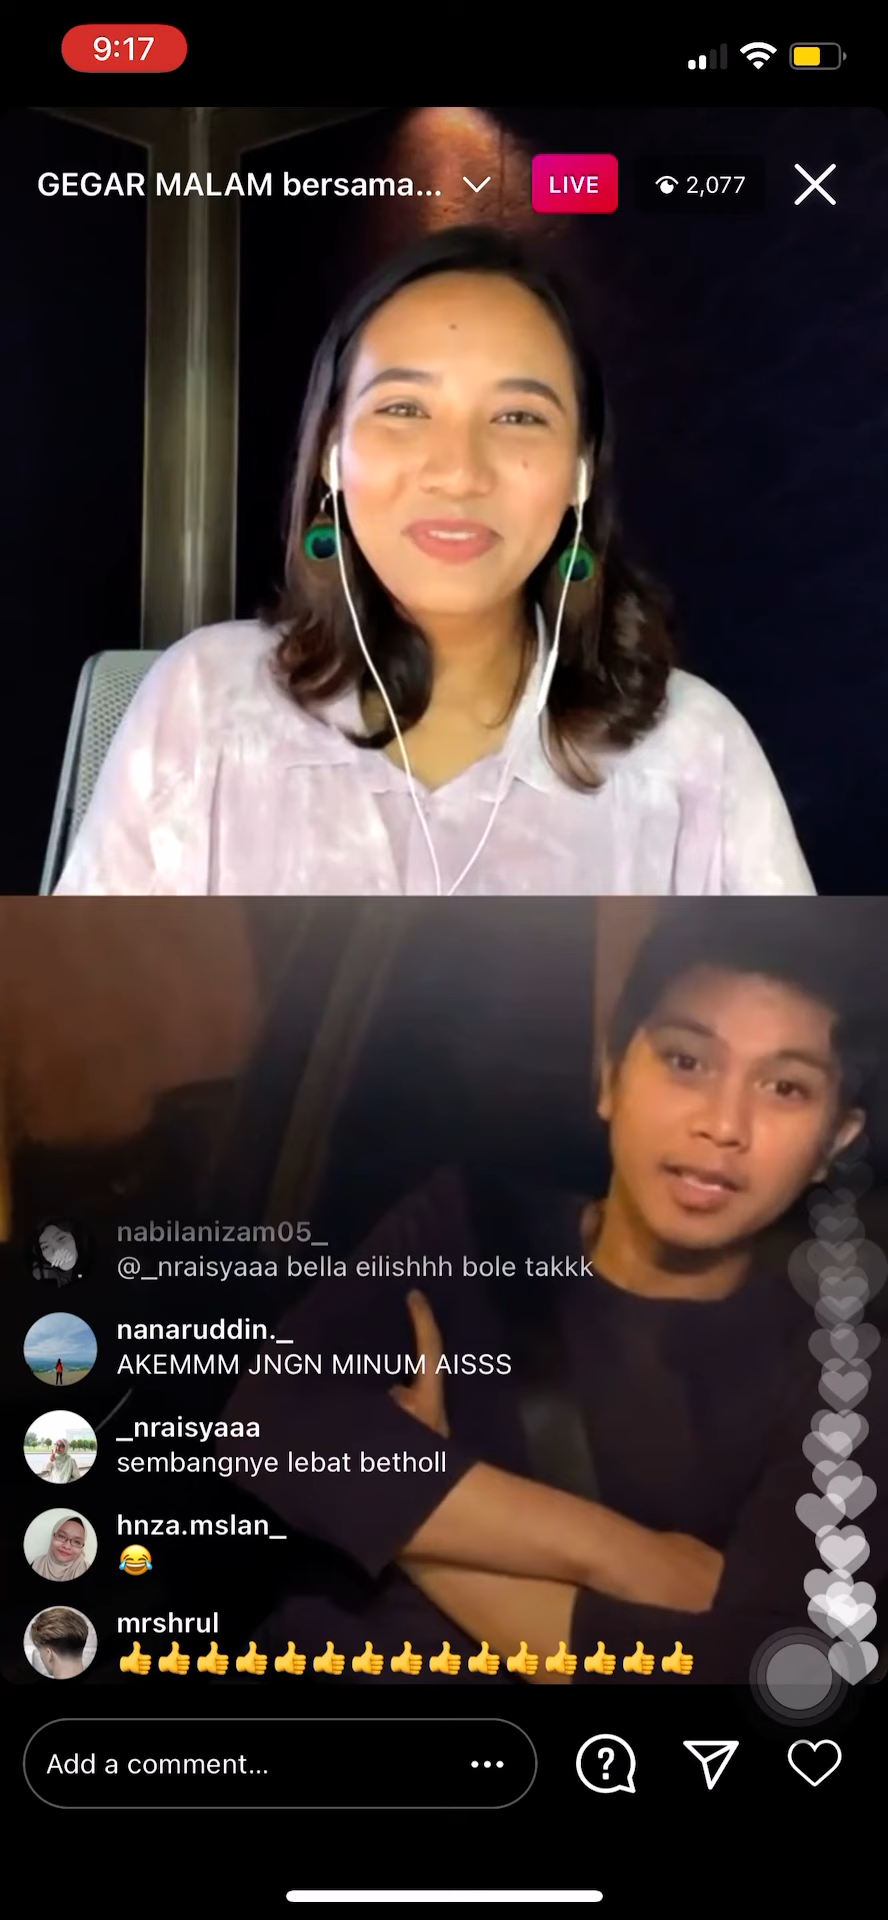 9:17
GEGAR MALAM bersama...
LIVE
2,077
nabilanizam05_
@_nraisyaaa bella eilishhh bole takkk
nanaruddin._
AKEMMM JNGN MINUM AISSS
_nraisyaaa
sembangnye lebat betholl
hnza.mslan_
😂
mrshrul
👍👍👍👍👍👍👍👍👍👍👍👍👍👍👍
Add a comment...